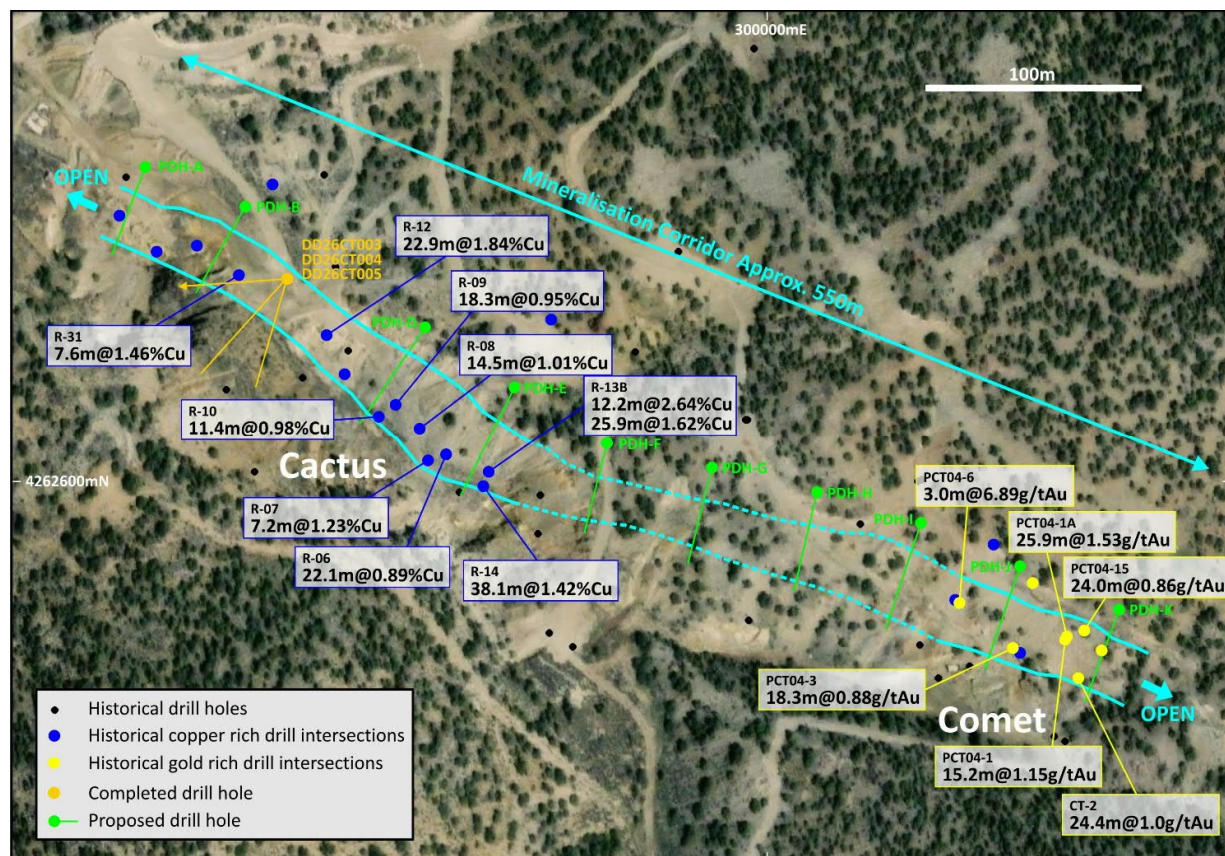 300000mE
100m
PDH-A
OPEN
PDH-B
Mineralisation Corridor Approx. 550m
R-12
22.9m@1.84%Cu
DD26CT003
DD26CT004
DD26CT005
R-09
18.3m@0.95%Cu
R-31
7.6m@1.46%Cu
PDH-D
R-08
14.5m@1.01%Cu
PDH-E
R-13B
12.2m@2.64%Cu
25.9m@1.62%Cu
R-10
11.4m@0.98%Cu
PDH-F
Cactus
PDH-G
4262600mN
PDH-H
PCT04-6
3.0m@6.89g/tAu
R-07
7.2m@1.23%Cu
PDH-I
PCT04-1A
25.9m@1.53g/tAu
R-06
22.1m@0.89%Cu
R-14
38.1m@1.42%Cu
PDH-J
PCT04-15
24.0m@0.86g/tAu
PDH-K
PCT04-3
18.3m@0.88g/tAu
Comet
OPEN
PCT04-1
15.2m@1.15g/tAu
CT-2
24.4m@1.0g/tAu
Historical drill holes
Historical copper rich drill intersections
Historical gold rich drill intersections
Completed drill hole
Proposed drill hole